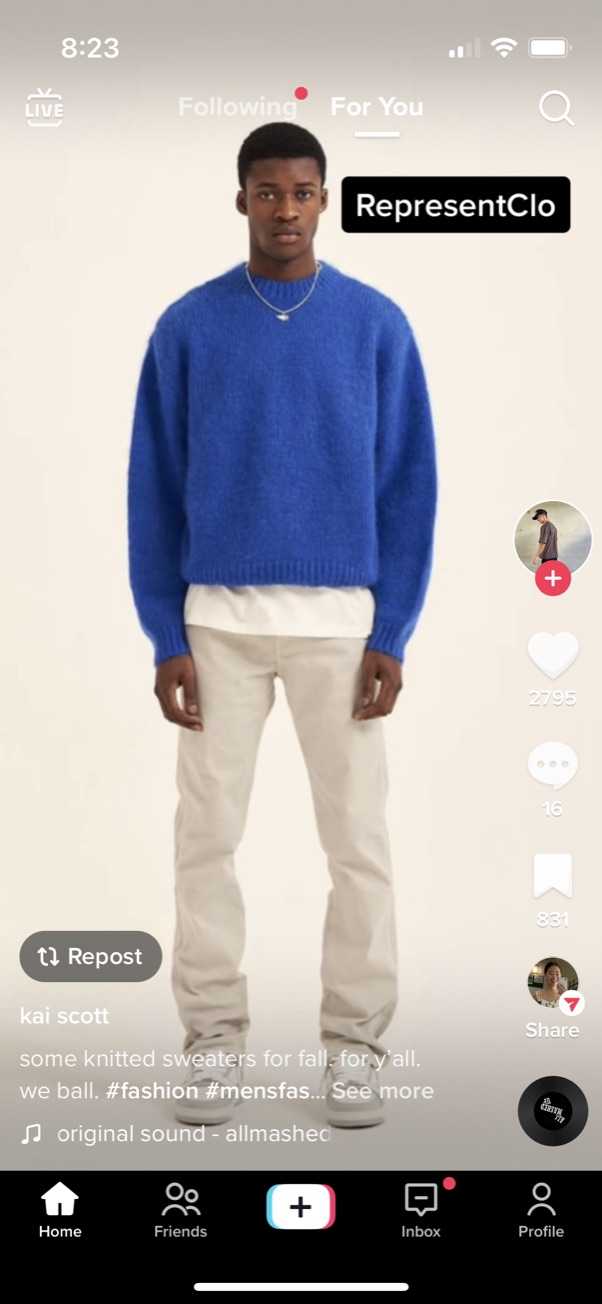 8:23
LIVE
Following For You
RepresentClo
2795
16
831
Repost
Share
kai scott
some knitted sweaters for fall. for y'all.
we ball. #fashion #mensfas... See more
original sound - allmashed
Home Friends Inbox Profile